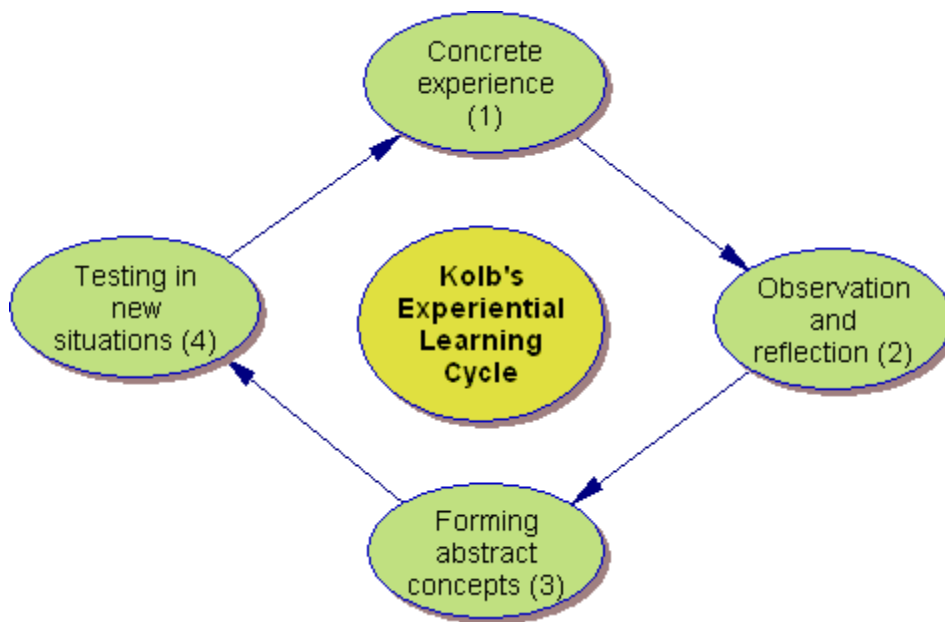 Concrete
experience
(1)
Testing in
new
situations (4)
Kolb's
Experiential
Learning
Cycle
Observation
and
reflection (2)
Forming
abstract
concepts (3)